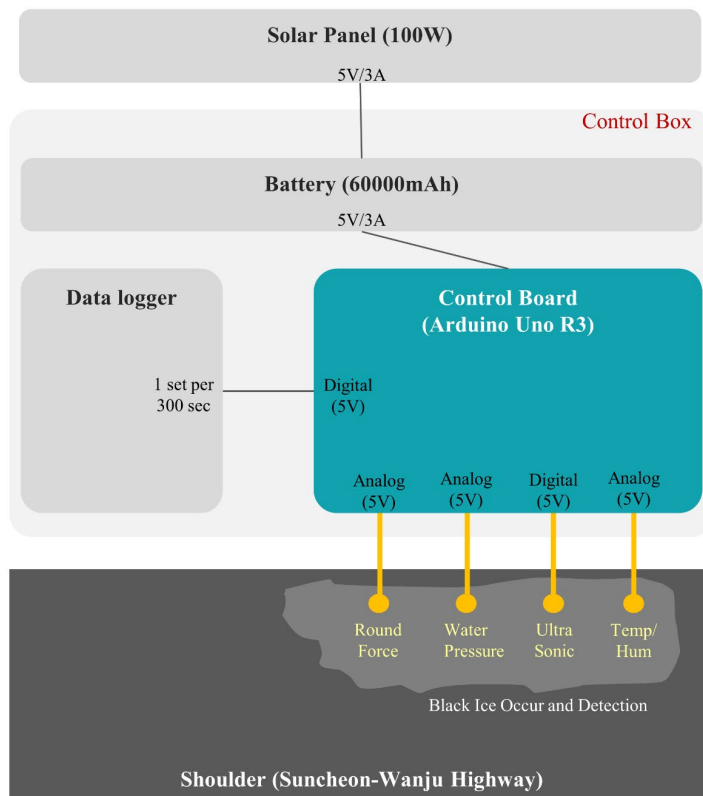 Solar Panel (100W)
5V/3A
Control Box
Battery (60000mAh)
5V/3A
Data logger
Control Board
(Arduino Uno R3)
1 set per
300 sec
Digital
(5V)
Analog
(5V)
Analog
(5V)
Digital
(5V)
Analog
(5V)
Round
Force
Water
Pressure
Ultra
Sonic
Temp/
Hum
Black Ice Occur and Detection
Shoulder (Suncheon-Wanju Highway)